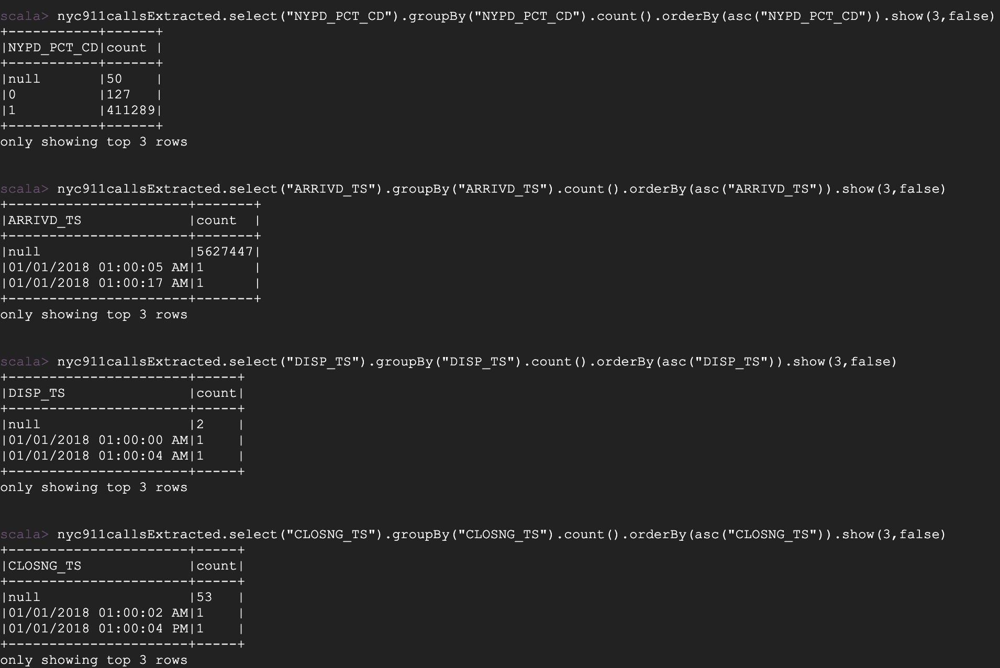 scala> nyc911callsExtracted.select("NYPD_PCT_CD").groupBy("NYPD_PCT_CD").count().orderBy(asc("NYPD_PCT_CD")).show(3,false)
+-----------+------+
|NYPD_PCT_CD|count |
+-----------+------+
|null       |50    |
|0          |127   |
|1          |411289|
+-----------+------+
only showing top 3 rows
scala> nyc911callsExtracted.select("ARRIVD_TS").groupBy("ARRIVD_TS").count().orderBy(asc("ARRIVD_TS")).show(3,false)
+----------------------+-------+
|ARRIVD_TS             |count  |
+----------------------+-------+
|null                  |5627447|
|01/01/2018 01:00:05 AM|1      |
|01/01/2018 01:00:17 AM|1      |
+----------------------+-------+
only showing top 3 rows
scala> nyc911callsExtracted.select("DISP_TS").groupBy("DISP_TS").count().orderBy(asc("DISP_TS")).show(3,false)
+----------------------+-----+
|DISP_TS               |count|
+----------------------+-----+
|null                  |2    |
|01/01/2018 01:00:00 AM|1    |
|01/01/2018 01:00:04 AM|1    |
+----------------------+-----+
only showing top 3 rows
scala> nyc911callsExtracted.select("CLOSNG_TS").groupBy("CLOSNG_TS").count().orderBy(asc("CLOSNG_TS")).show(3,false)
+----------------------+-----+
|CLOSNG_TS             |count|
+----------------------+-----+
|null                  |53   |
|01/01/2018 01:00:02 AM|1    |
|01/01/2018 01:00:04 PM|1    |
+----------------------+-----+
only showing top 3 rows